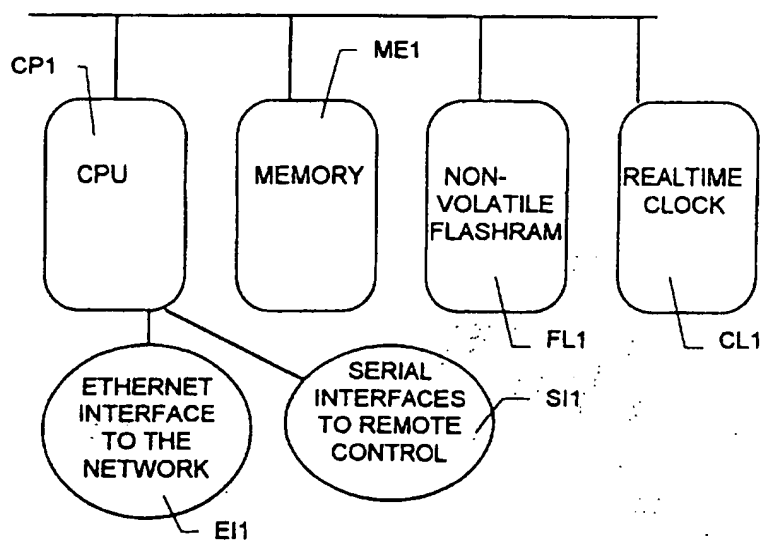 CP1
ME1
CPU
MEMORY
NON-
VOLATILE
FLASHRAM
REALTIME
CLOCK
FL1
CL1
ETHERNET
INTERFACE
TO THE
NETWORK
SERIAL
INTERFACES
TO REMOTE
CONTROL
SI1
EI1